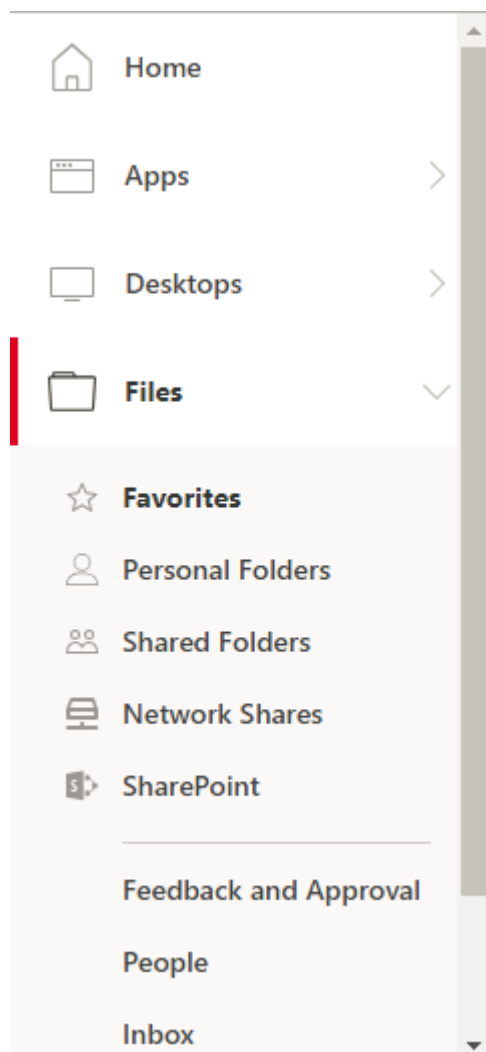 Home
Apps
Desktops
Files
Favorites
Personal Folders
Shared Folders
Network Shares
SharePoint
Feedback and Approval
People
Inbox